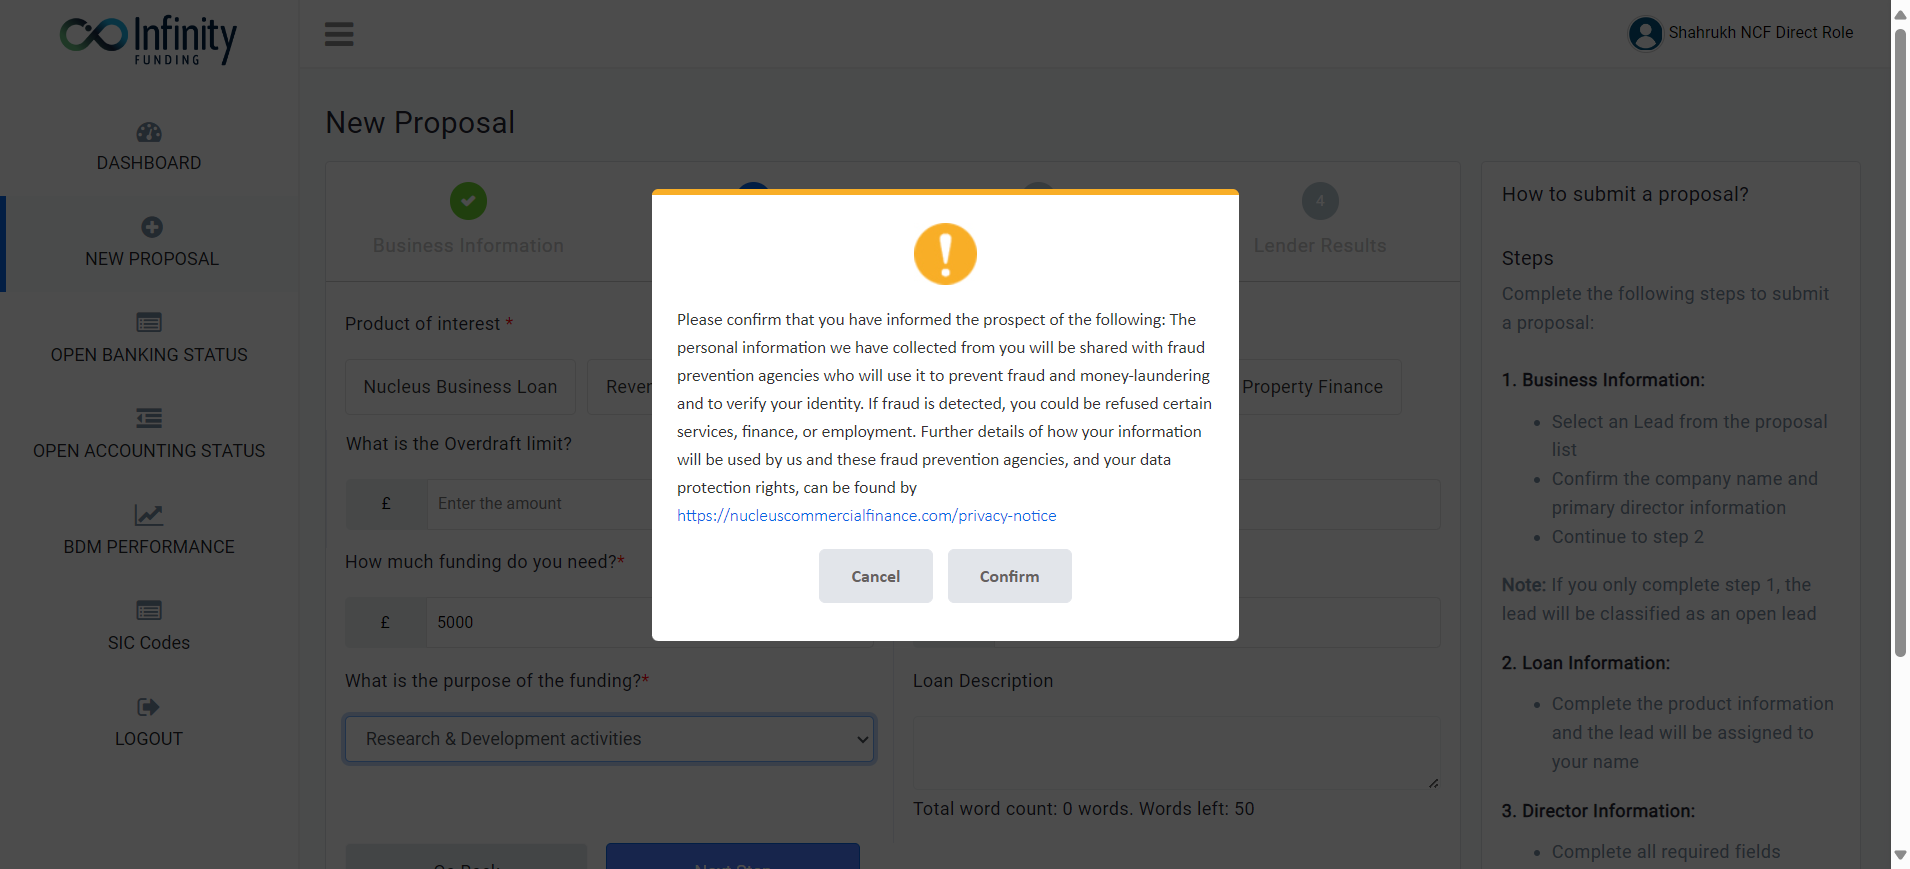 Infinity
FUNDING
Shahrukh NCF Direct Role
DASHBOARD
NEW PROPOSAL
OPEN BANKING STATUS
OPEN ACCOUNTING STATUS
BDM PERFORMANCE
SIC Codes
LOGOUT
New Proposal
Business Information
4
Lender Results
Product of interest *
Nucleus Business Loan
Property Finance
What is the Overdraft limit?
£
Enter the amount
How much funding do you need?*
£
5000
What is the purpose of the funding?*
Research & Development activities
Loan Description
Total word count: 0 words. Words left: 50
Please confirm that you have informed the prospect of the following: The
personal information we have collected from you will be shared with fraud
prevention agencies who will use it to prevent fraud and money-laundering
and to verify your identity. If fraud is detected, you could be refused certain
services, finance, or employment. Further details of how your information
will be used by us and these fraud prevention agencies, and your data
protection rights, can be found by
https://nucleuscommercialfinance.com/privacy-notice
Cancel
Confirm
How to submit a proposal?
Steps
Complete the following steps to submit
a proposal:
1. Business Information:
• Select an Lead from the proposal
list
• Confirm the company name and
primary director information
• Continue to step 2
Note: If you only complete step 1, the
lead will be classified as an open lead
2. Loan Information:
• Complete the product information
and the lead will be assigned to
your name
3. Director Information:
• Complete all required fields